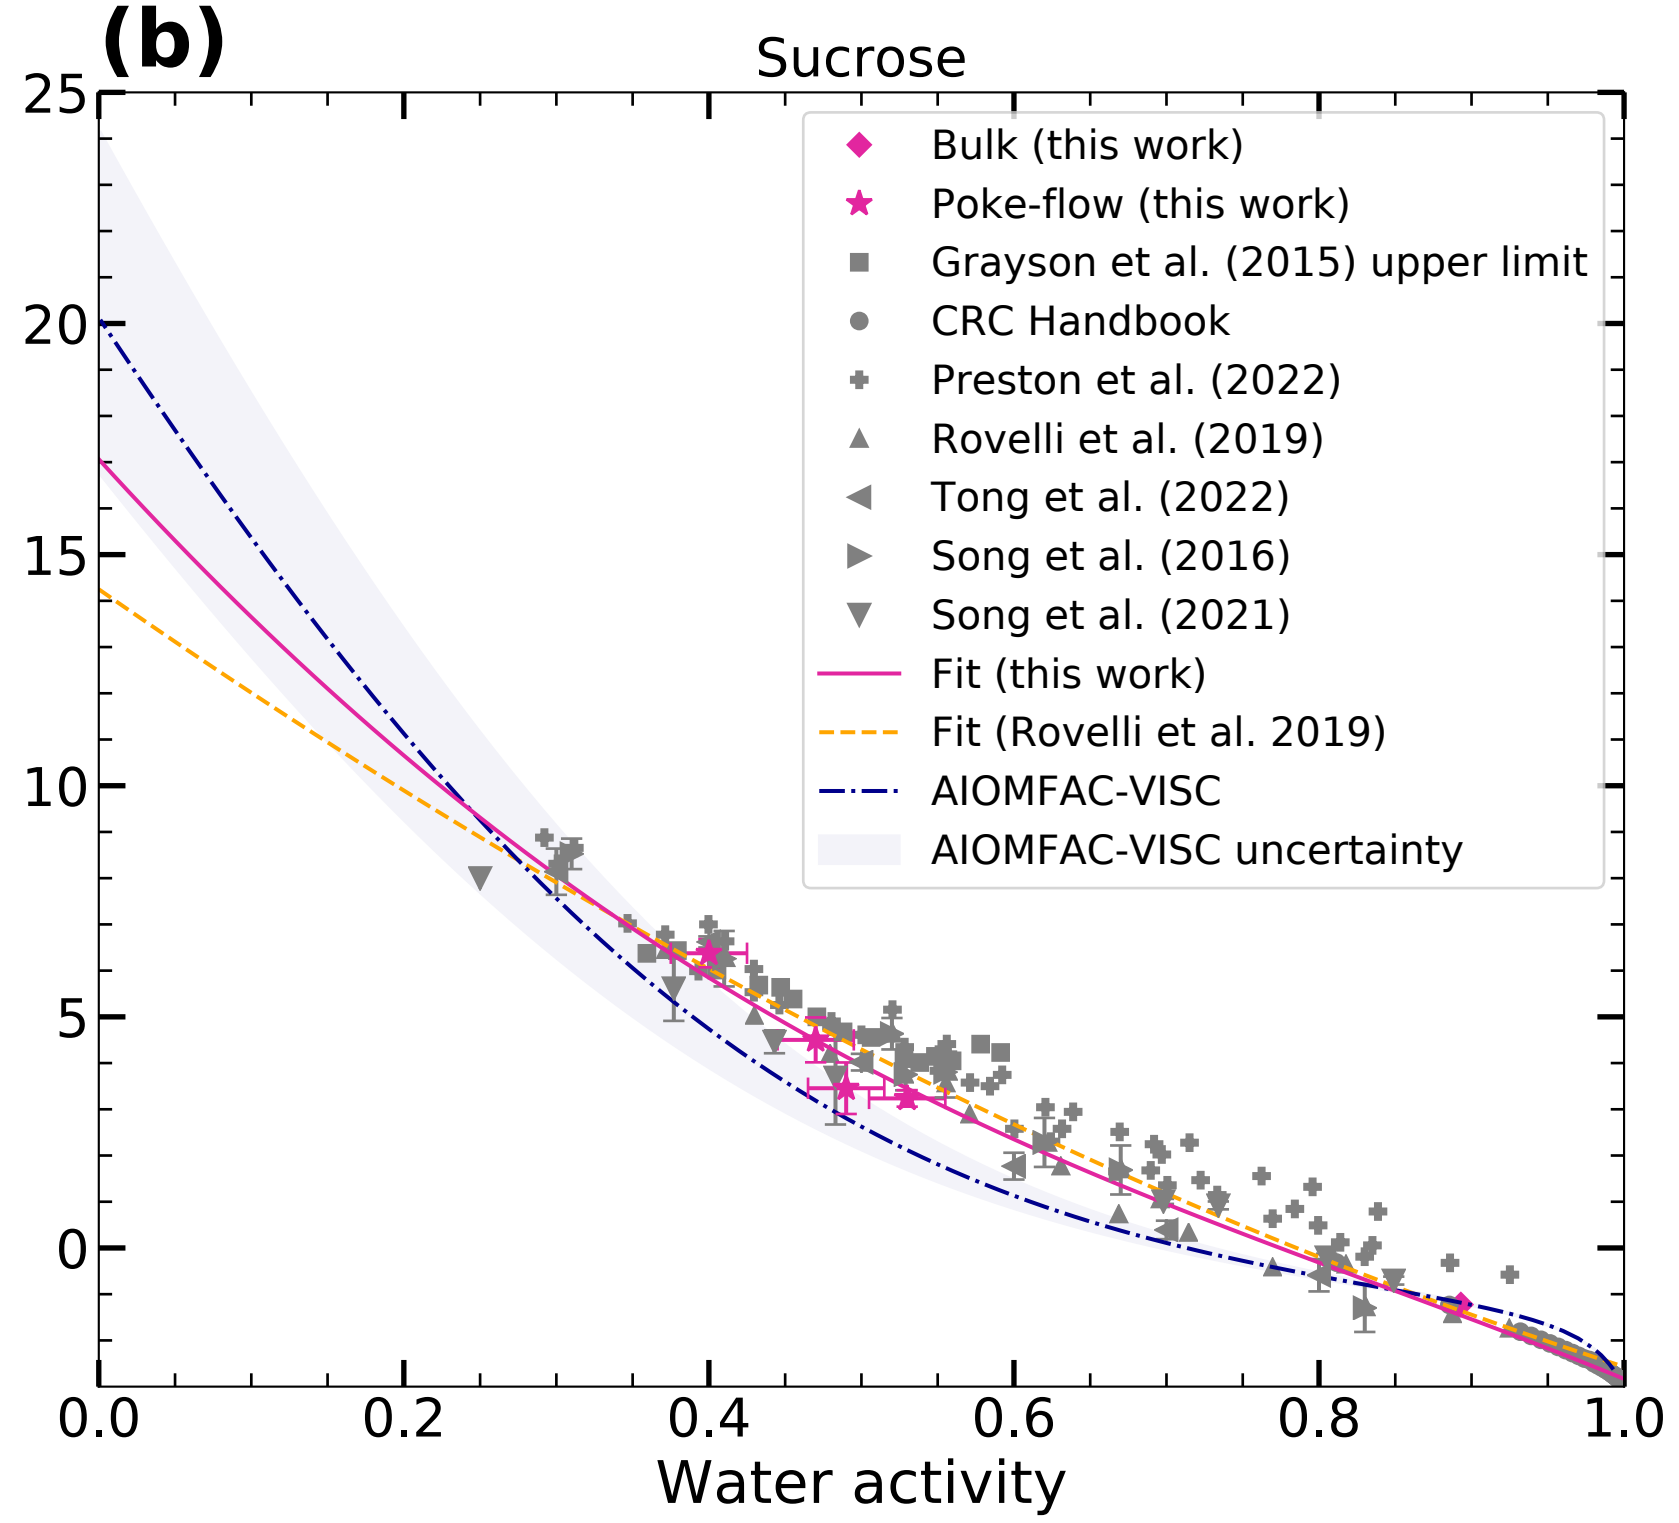 (b)
Sucrose
25
20
15
10
5
0
Bulk (this work)
Poke-flow (this work)
Grayson et al. (2015) upper limit
CRC Handbook
Preston et al. (2022)
Rovelli et al. (2019)
Tong et al. (2022)
Song et al. (2016)
Song et al. (2021)
Fit (this work)
Fit (Rovelli et al. 2019)
AIOMFAC-VISC
AIOMFAC-VISC uncertainty
0.0 0.2 0.4 0.6 0.8 1.0
Water activity